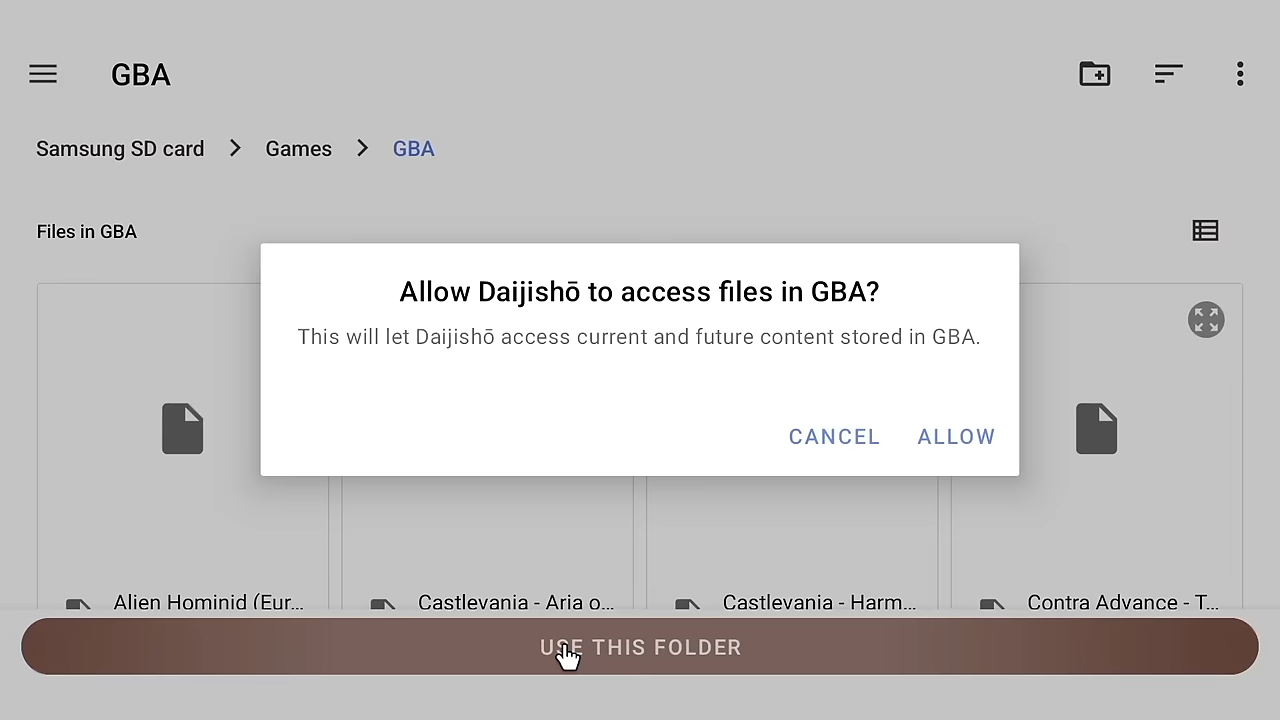 GBA
Samsung SD card > Games > GBA
Files in GBA
Allow Daijishō to access files in GBA?
This will let Daijishō access current and future content stored in GBA.
CANCEL ALLOW
Alien Hominid (Eur... Castlevania - Aria o... Castlevania - Harm... Contra Advance - T...
USE THIS FOLDER